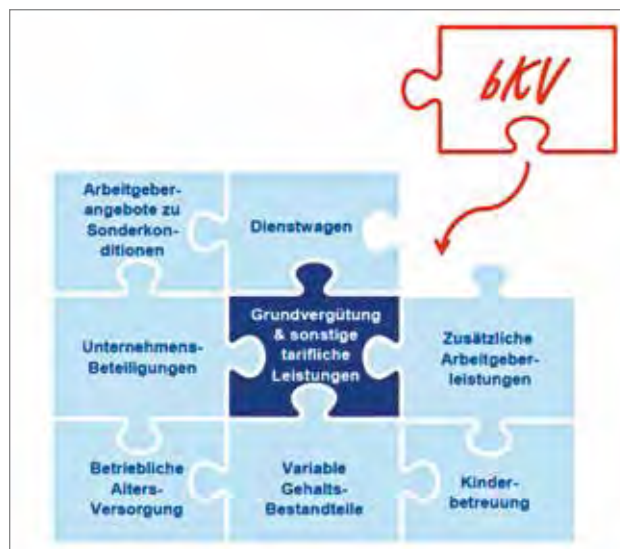 bKV
Arbeitgeber-
angebote zu
Sonderkon-
ditionen
Dienstwagen
Unternehmens-
Beteiligungen
Grundvergütung
& sonstige
tarifliche
Leistungen
Zusätzliche
Arbeitgeber-
leistungen
Betriebliche
Alters-
Versorgung
Variable
Gehalts-
Bestandteile
Kinder-
betreuung